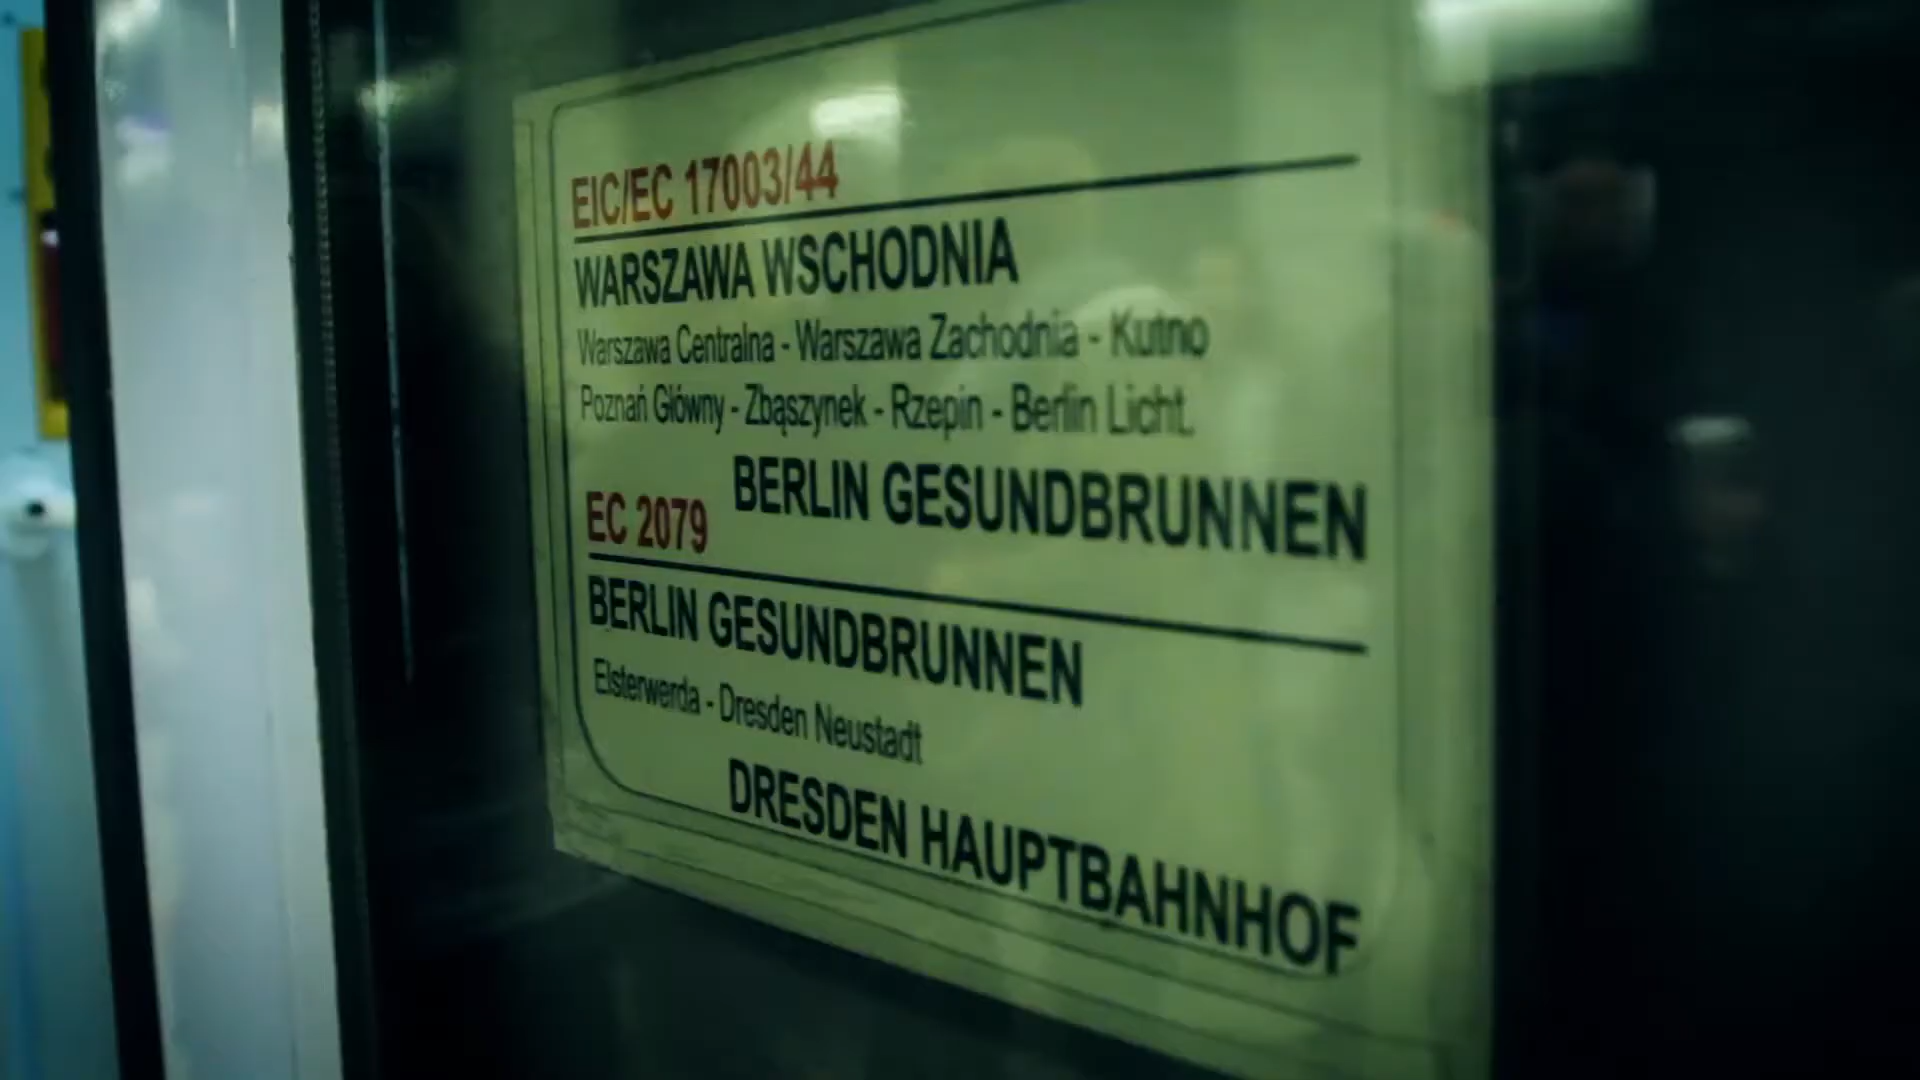 EIC/EC 17003/44
WARSZAWA WSCHODNIA
Warszawa Centralna - Warszawa Zachodnia - Kutno
Poznań Główny - Zbąszynek - Rzepin - Berlin Licht.
BERLIN GESUNDBRUNNEN
EC 2079
BERLIN GESUNDBRUNNEN
Elsterwerda - Dresden Neustadt
DRESDEN HAUPTBAHNHOF